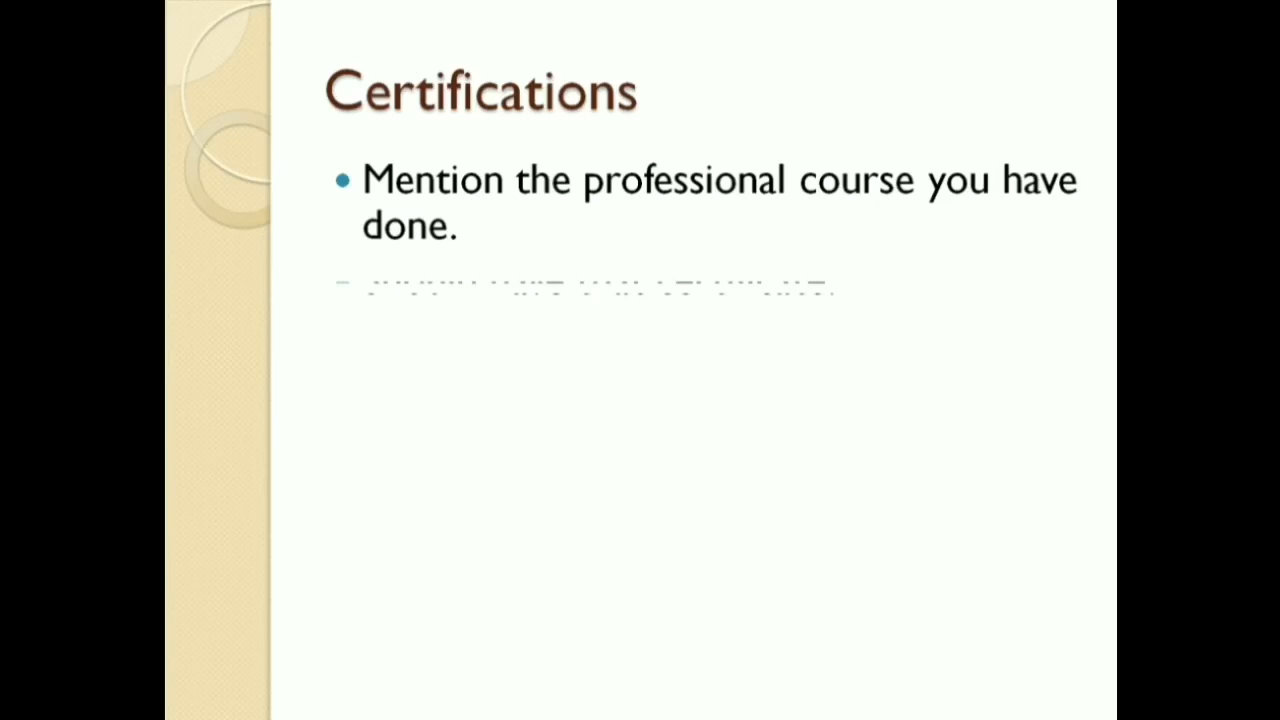 Certifications
• Mention the professional course you have
done.